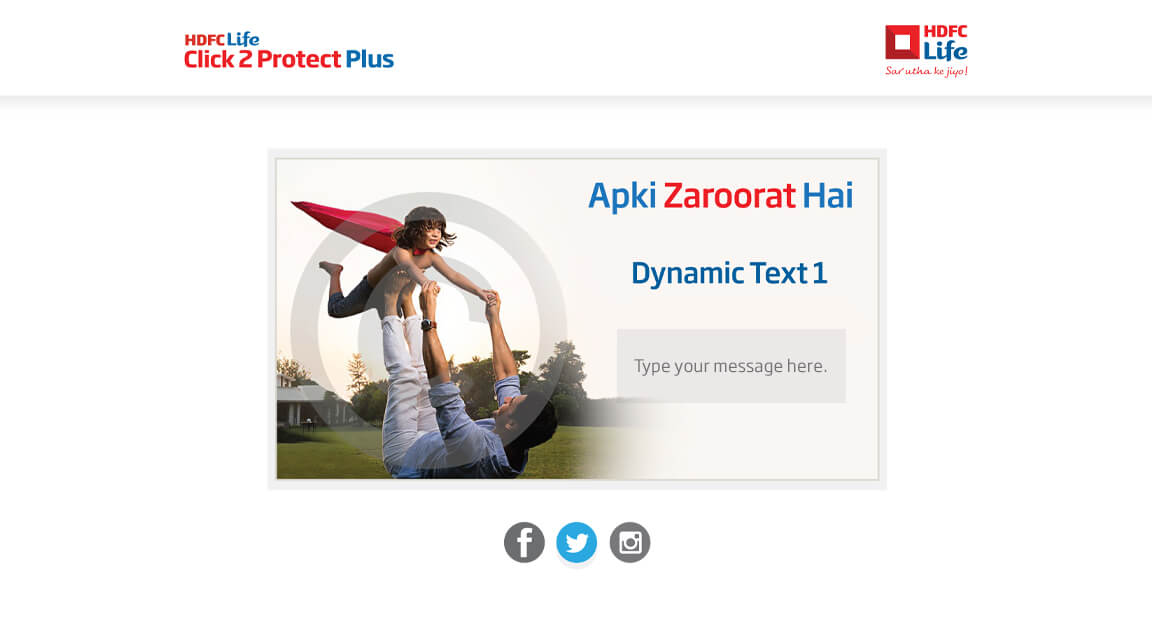 HDFC Life
Click 2 Protect Plus
HDFC
Life
Sar utha ke jiyo!
Apki Zaroorat Hai
Dynamic Text 1
Type your message here.